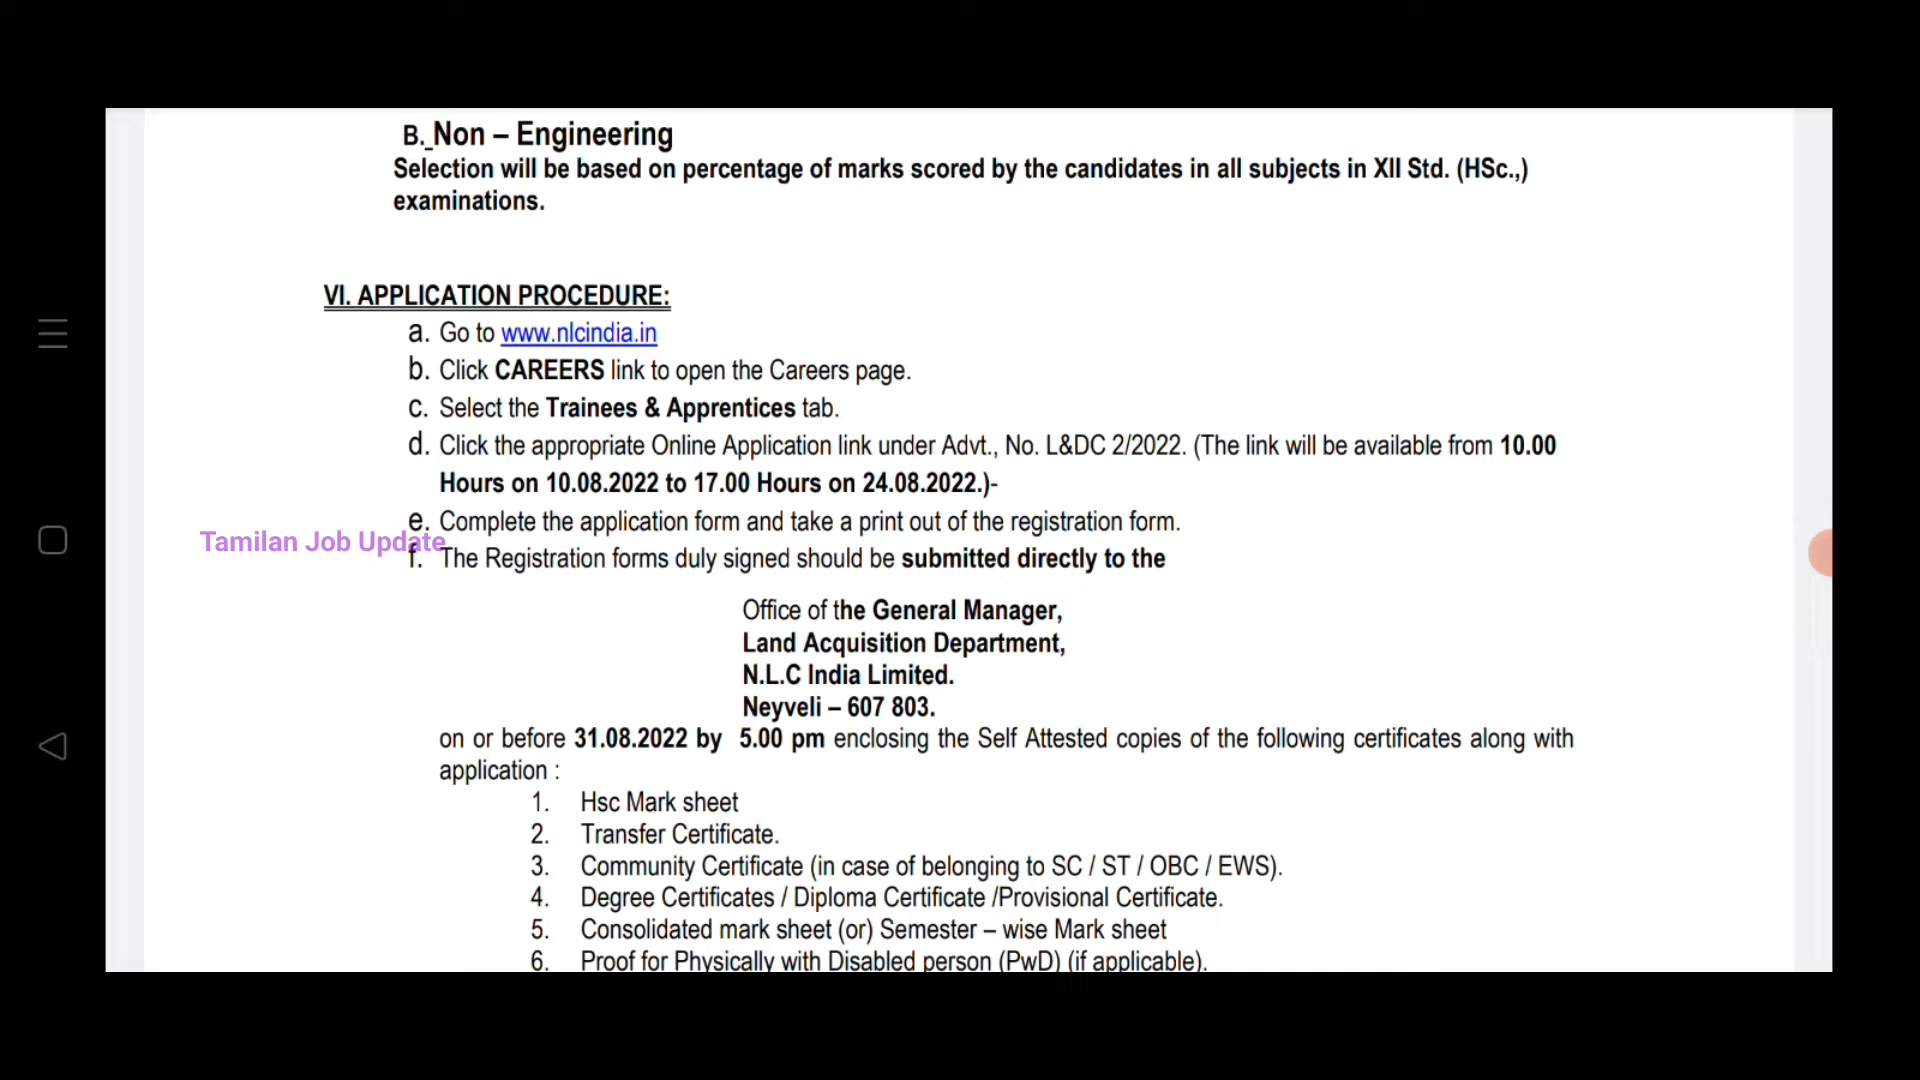 B. Non – Engineering
Selection will be based on percentage of marks scored by the candidates in all subjects in XII Std. (HSc.,)
examinations.
VI. APPLICATION PROCEDURE:
a. Go to www.nlcindia.in
b. Click CAREERS link to open the Careers page.
c. Select the Trainees & Apprentices tab.
d. Click the appropriate Online Application link under Advt., No. L&DC 2/2022. (The link will be available from 10.00
Hours on 10.08.2022 to 17.00 Hours on 24.08.2022.)-
e. Complete the application form and take a print out of the registration form.
Tamilan Job Update
f. The Registration forms duly signed should be submitted directly to the
Office of the General Manager,
Land Acquisition Department,
N.L.C India Limited.
Neyveli – 607 803.
on or before 31.08.2022 by 5.00 pm enclosing the Self Attested copies of the following certificates along with
application :
1. Hsc Mark sheet
2. Transfer Certificate.
3. Community Certificate (in case of belonging to SC / ST / OBC / EWS).
4. Degree Certificates / Diploma Certificate /Provisional Certificate.
5. Consolidated mark sheet (or) Semester – wise Mark sheet
6. Proof for Physically with Disabled person (PwD) (if applicable).